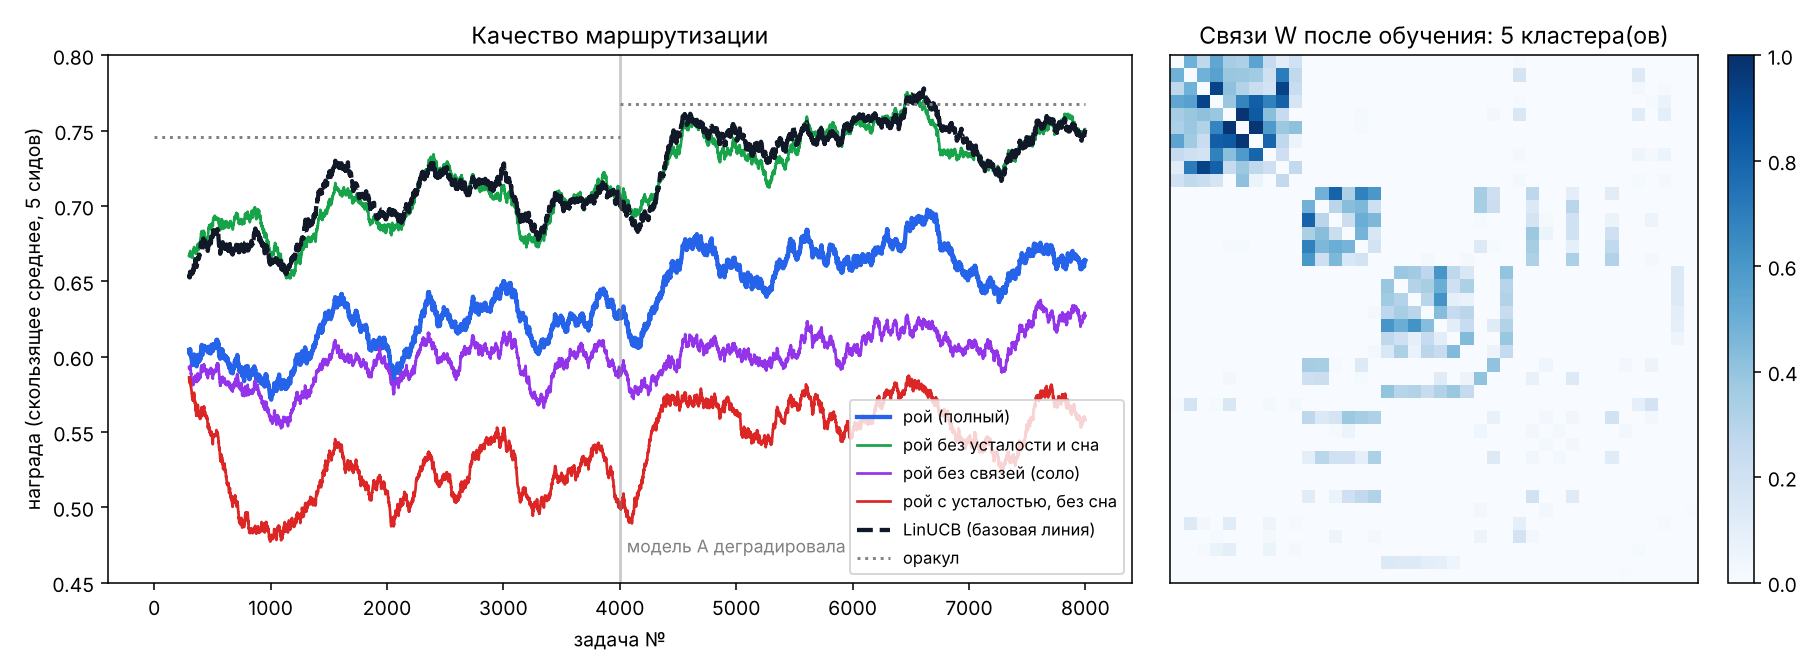 Качество маршрутизации
награда (скользящее среднее, 5 сидов)
0.80
0.75
0.70
0.65
0.60
0.55
0.50
0.45
модель A деградировала
рой (полный)
рой без усталости и сна
рой без связей (соло)
рой с усталостью, без сна
LinUCB (базовая линия)
оракул
0 1000 2000 3000 4000 5000 6000 7000 8000
задача №
Связи W после обучения: 5 кластера(ов)
1.0
0.8
0.6
0.4
0.2
0.0